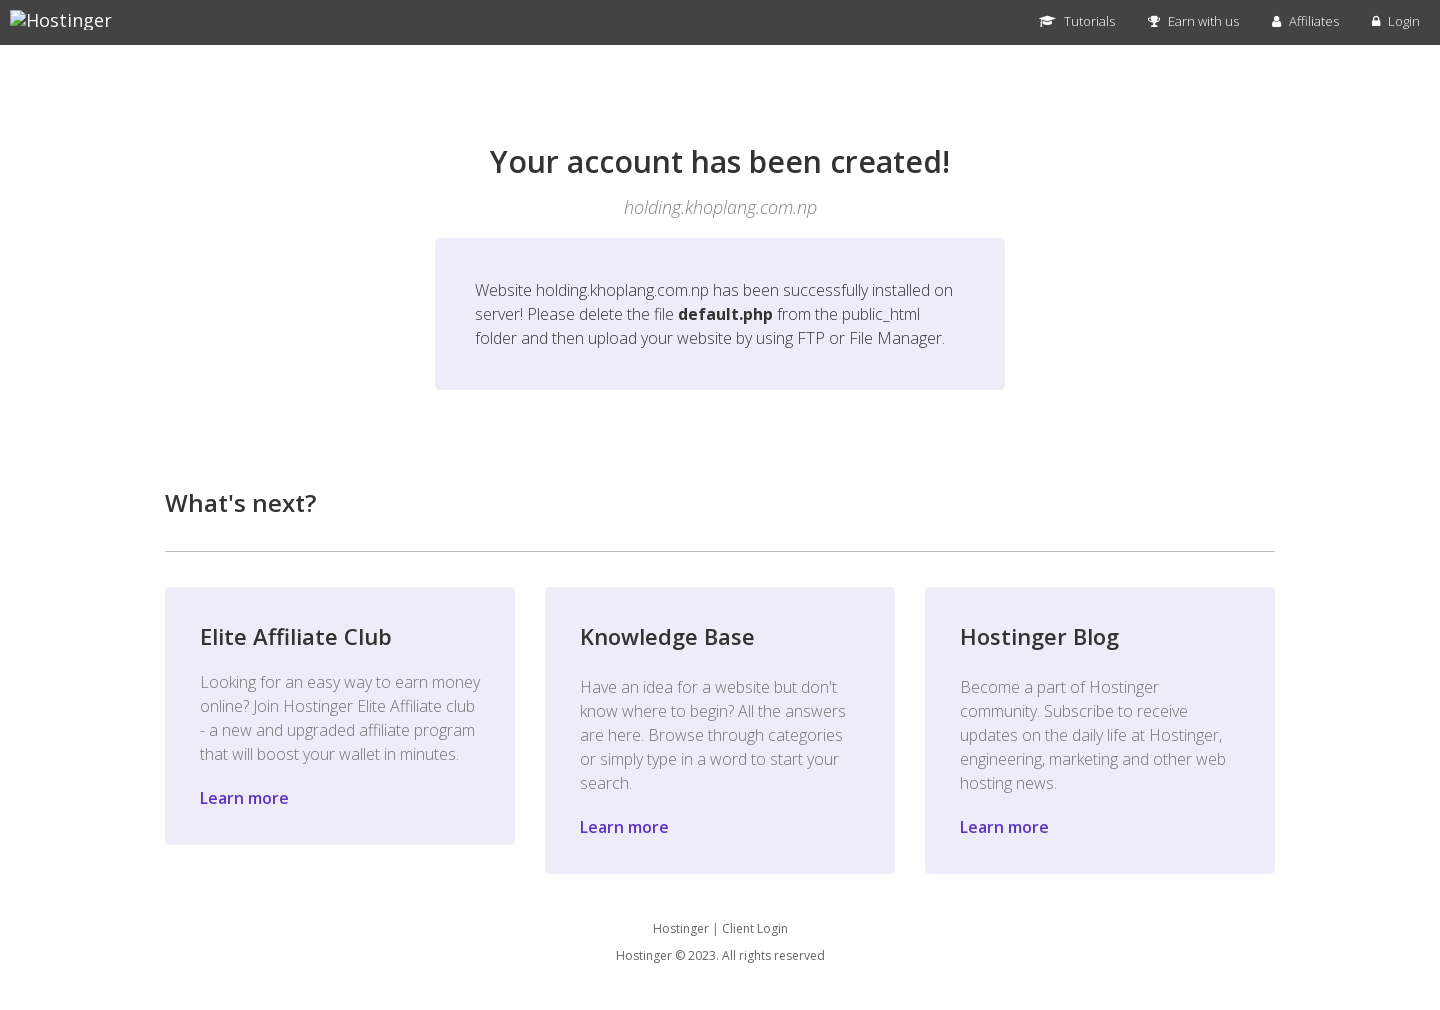 Hostinger
Tutorials
Earn with us
Affiliates
Login
Your account has been created!
holding.khoplang.com.np
Website holding.khoplang.com.np has been successfully installed on
server! Please delete the file default.php from the public_html
folder and then upload your website by using FTP or File Manager.
What's next?
Elite Affiliate Club
Looking for an easy way to earn money
online? Join Hostinger Elite Affiliate club
- a new and upgraded affiliate program
that will boost your wallet in minutes.
Learn more
Knowledge Base
Have an idea for a website but don't
know where to begin? All the answers
are here. Browse through categories
or simply type in a word to start your
search.
Learn more
Hostinger Blog
Become a part of Hostinger
community. Subscribe to receive
updates on the daily life at Hostinger,
engineering, marketing and other web
hosting news.
Learn more
Hostinger | Client Login
Hostinger © 2023. All rights reserved